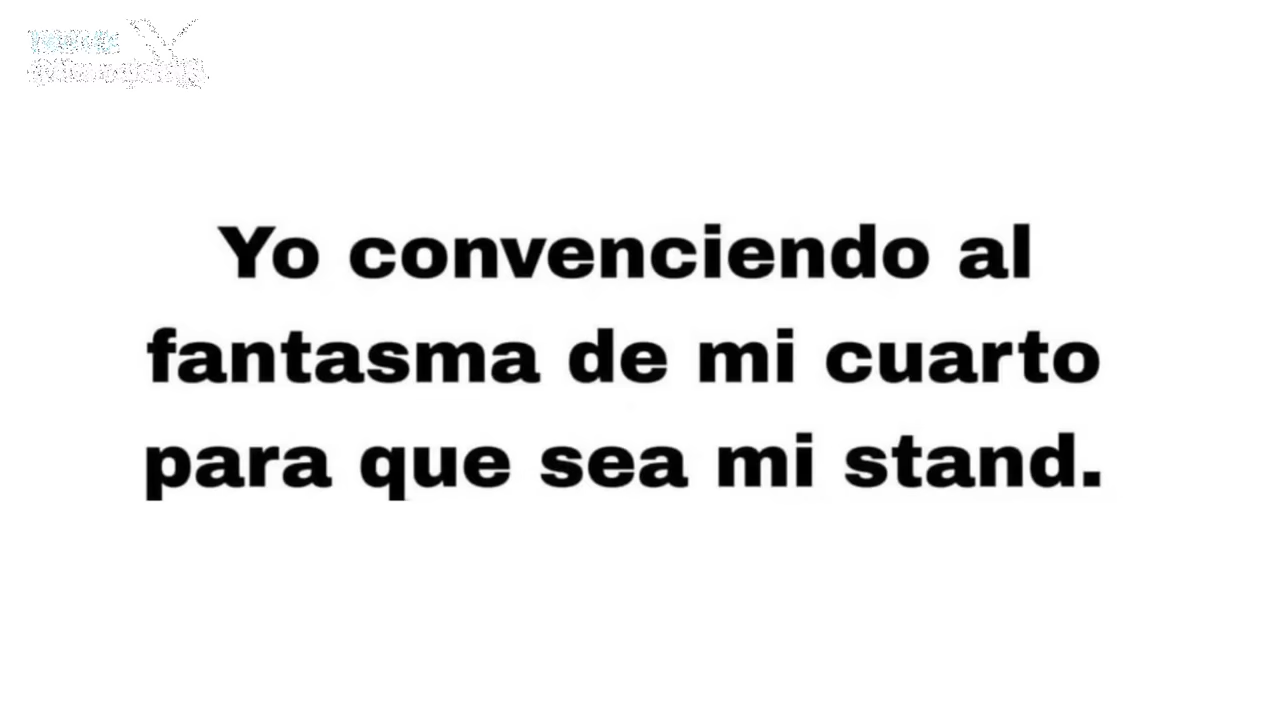 Yo convenciendo al
fantasma de mi cuarto
para que sea mi stand.